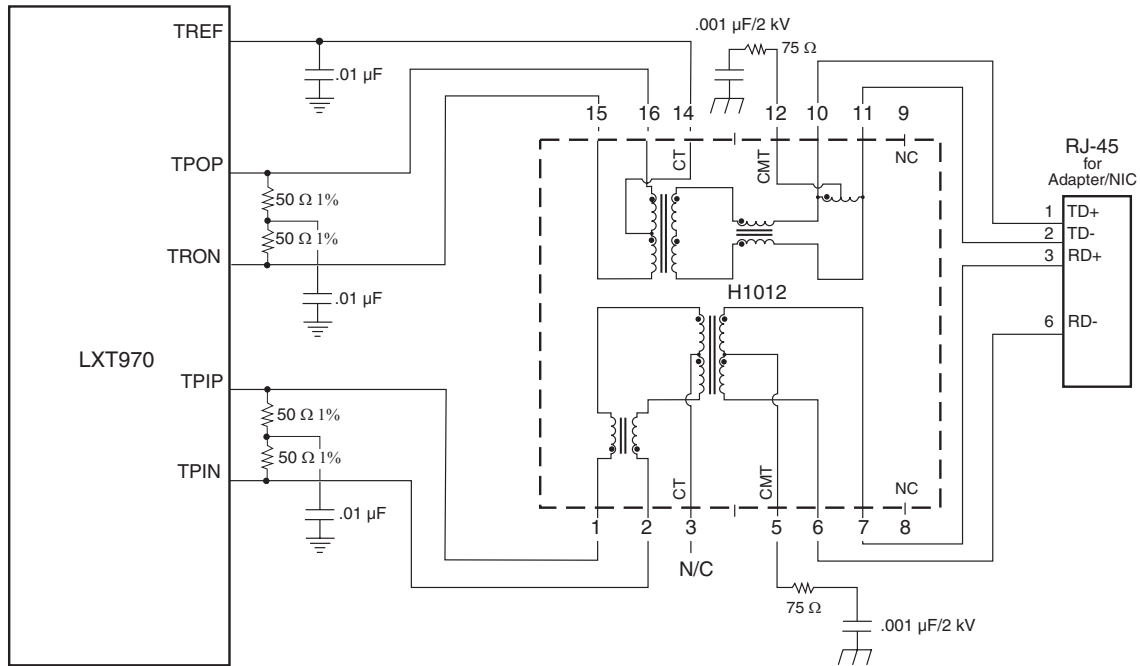 TREF
.01 µF
TPOP
50 Ω 1%
50 Ω 1%
TRON
.01 µF
LXT970
TPIP
50 Ω 1%
50 Ω 1%
TPIN
.01 µF
.001 µF/2 kV
75 Ω
15
16
14
12
10
11
9
CT
CMT
NC
H1012
CT
CMT
NC
1
2
3
5
6
7
8
N/C
75 Ω
.001 µF/2 kV
RJ-45
for
Adapter/NIC
1 TD+
2 TD-
3 RD+
6 RD-